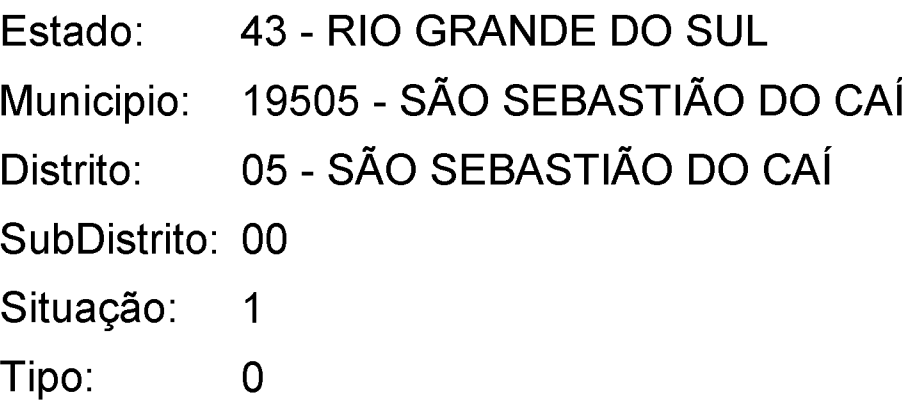 Estado: 43 - RIO GRANDE DO SUL
Municipio: 19505 - SÃO SEBASTIÃO DO CAÍ
Distrito: 05 - SÃO SEBASTIÃO DO CAÍ
SubDistrito: 00
Situação: 1
Tipo: 0